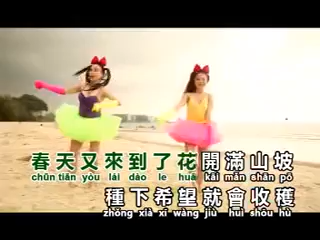 春天又來到了花開滿山坡
chūn tiān yòu lái dào le huā kāi mǎn shān pō
種下希望就會收穫
zhǒng xià xī wàng jiù huì shōu hù